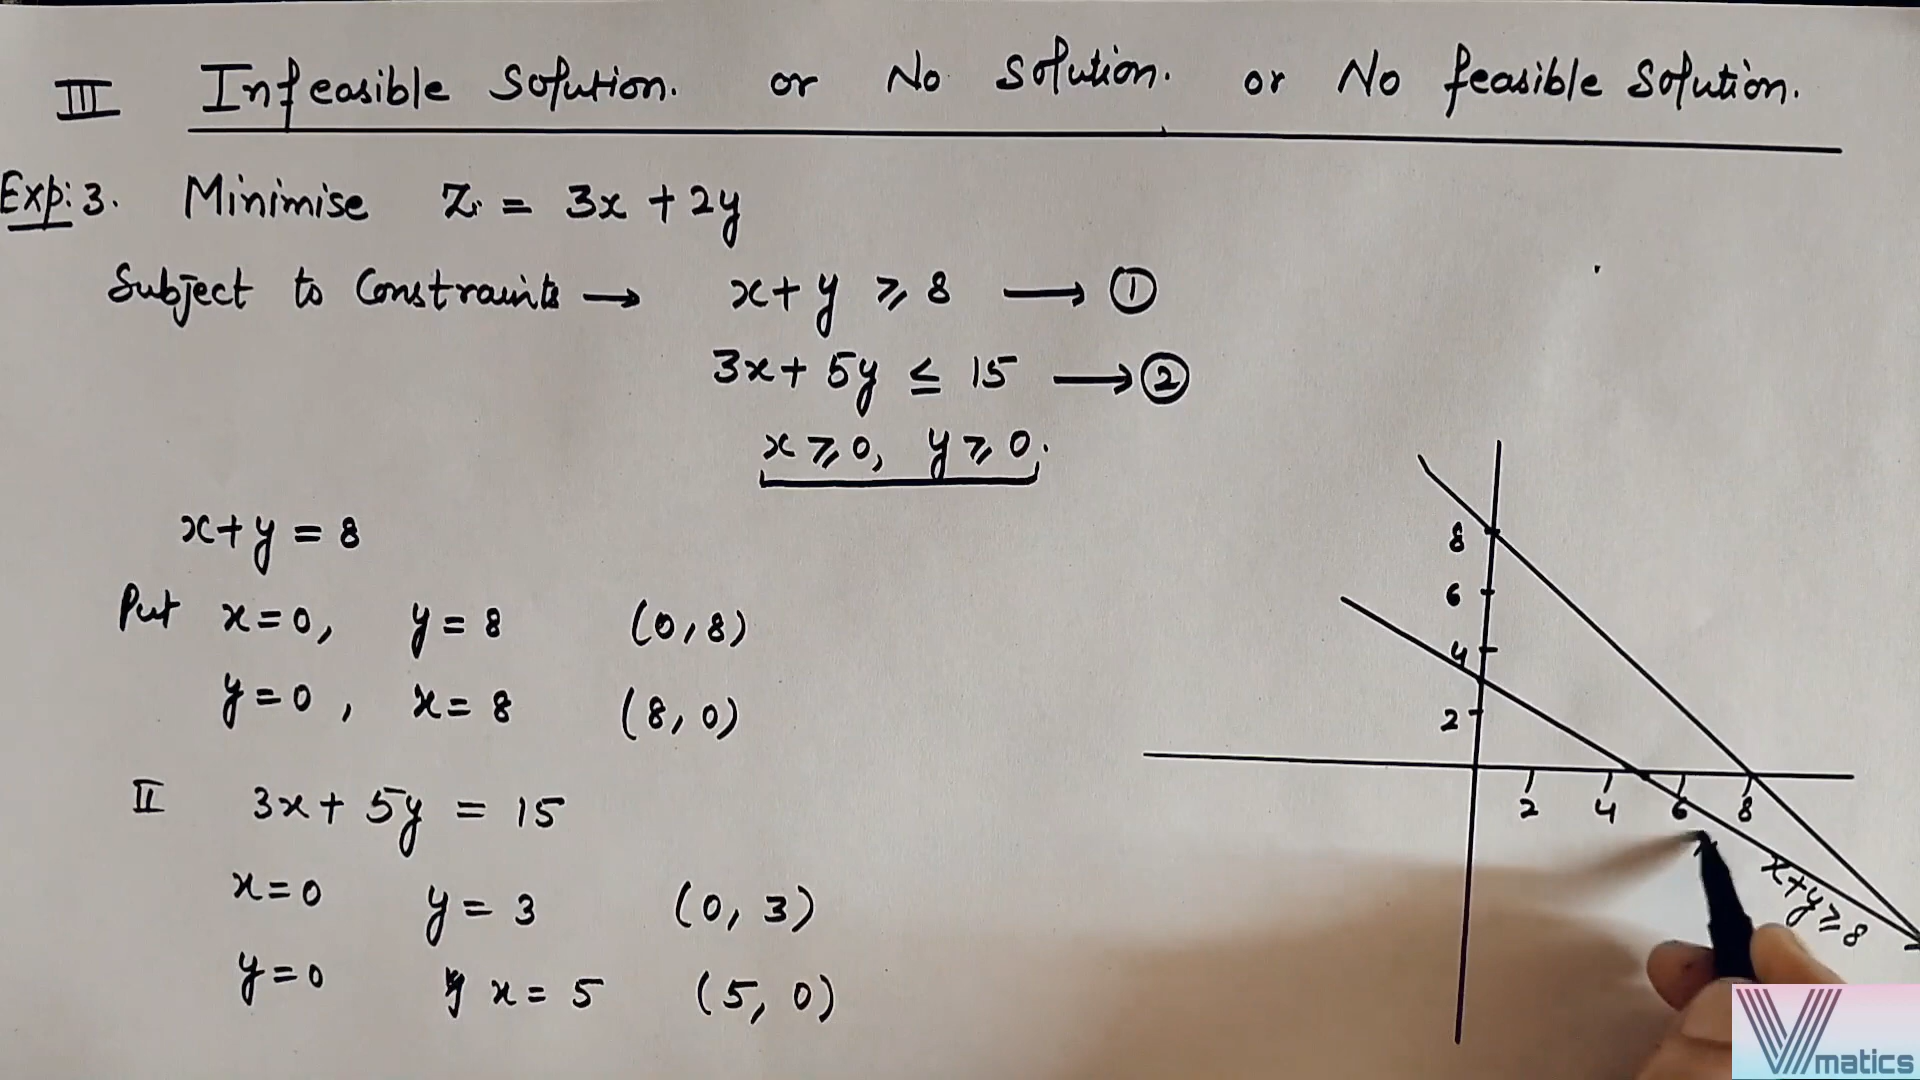 III Infeasible Solution. or No Solution. or No feasible Solution.
Exp: 3. Minimise Z = 3x + 2y
Subject to Constraints → x + y ⩾ 8 → ①
3x + 5y ≤ 15 → ②
x ⩾ 0, y ⩾ 0.
x + y = 8
Put x = 0, y = 8 (0, 8)
y = 0, x = 8 (8, 0)
II 3x + 5y = 15
x = 0 y = 3 (0, 3)
y = 0 x = 5 (5, 0)
8
6
4
2
2 4 6 8
x + y ≥ 8
Vmatics